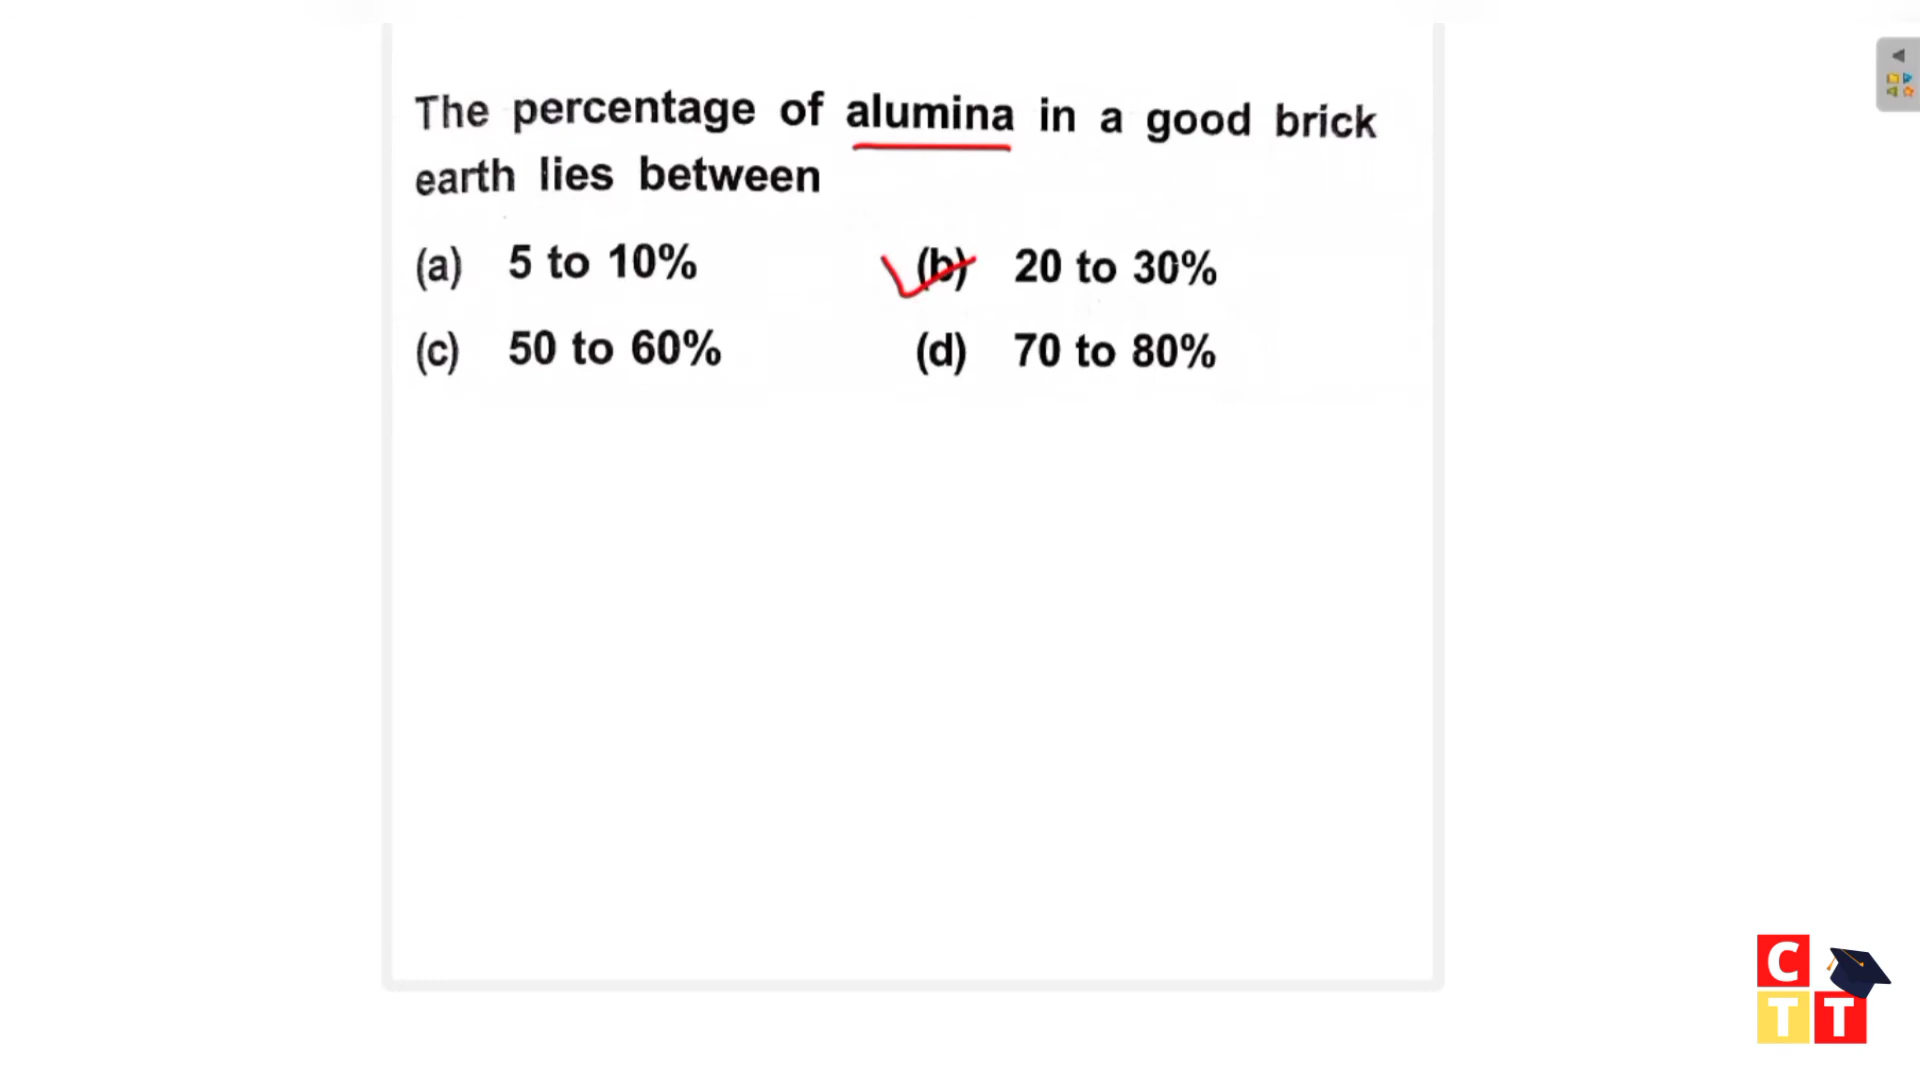 The percentage of alumina in a good brick
earth lies between
(a) 5 to 10% (b) 20 to 30%
(c) 50 to 60% (d) 70 to 80%
C
T T